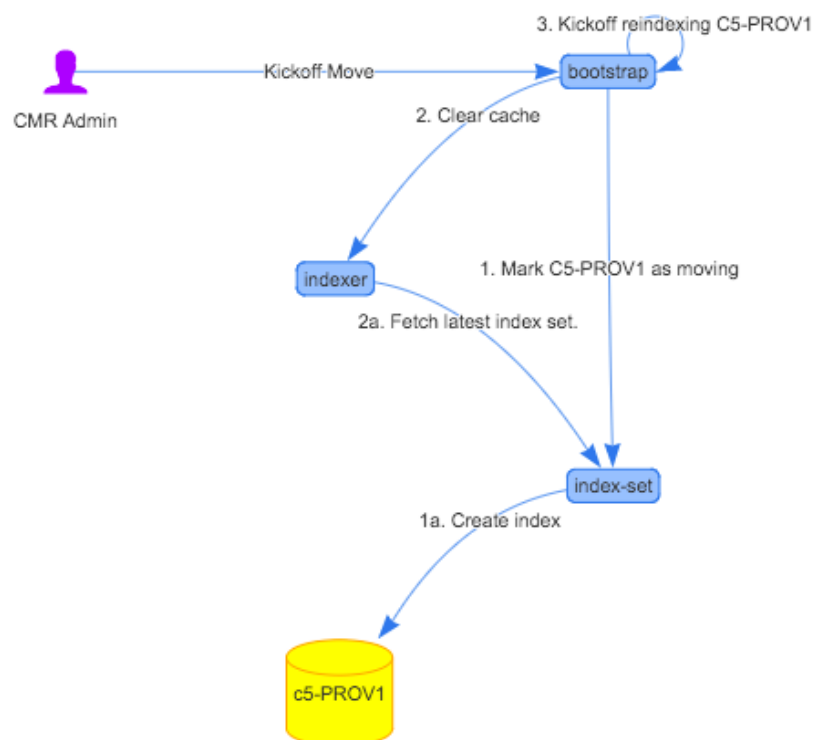 3. Kickoff reindexing C5-PROV1
Kickoff Move
bootstrap
CMR Admin
2. Clear cache
1. Mark C5-PROV1 as moving
indexer
2a. Fetch latest index set.
index-set
1a. Create index
c5-PROV1